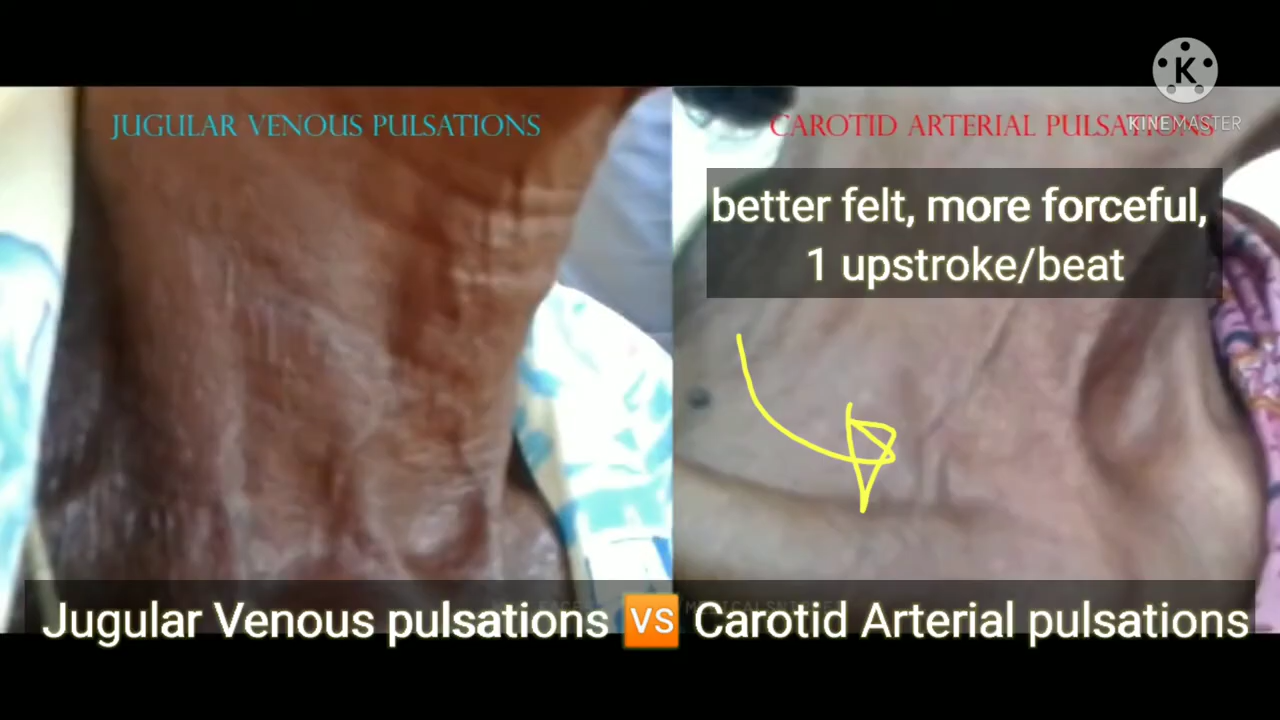 JUGULAR VENOUS PULSATIONS
CAROTID ARTERIAL PULSATIONS
K
KINEMASTER
better felt, more forceful,
1 upstroke/beat
Jugular Venous pulsations VS Carotid Arterial pulsations